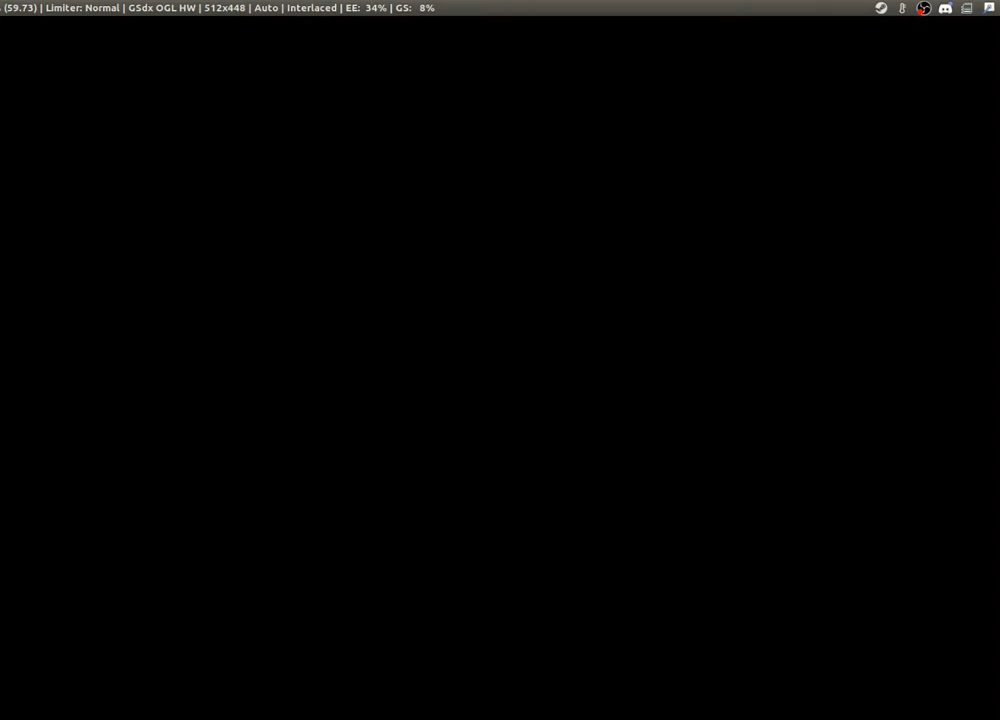 (59.73) | Limiter: Normal | GSdx OGL HW | 512x448 | Auto | Interlaced | EE: 34% | GS: 8%